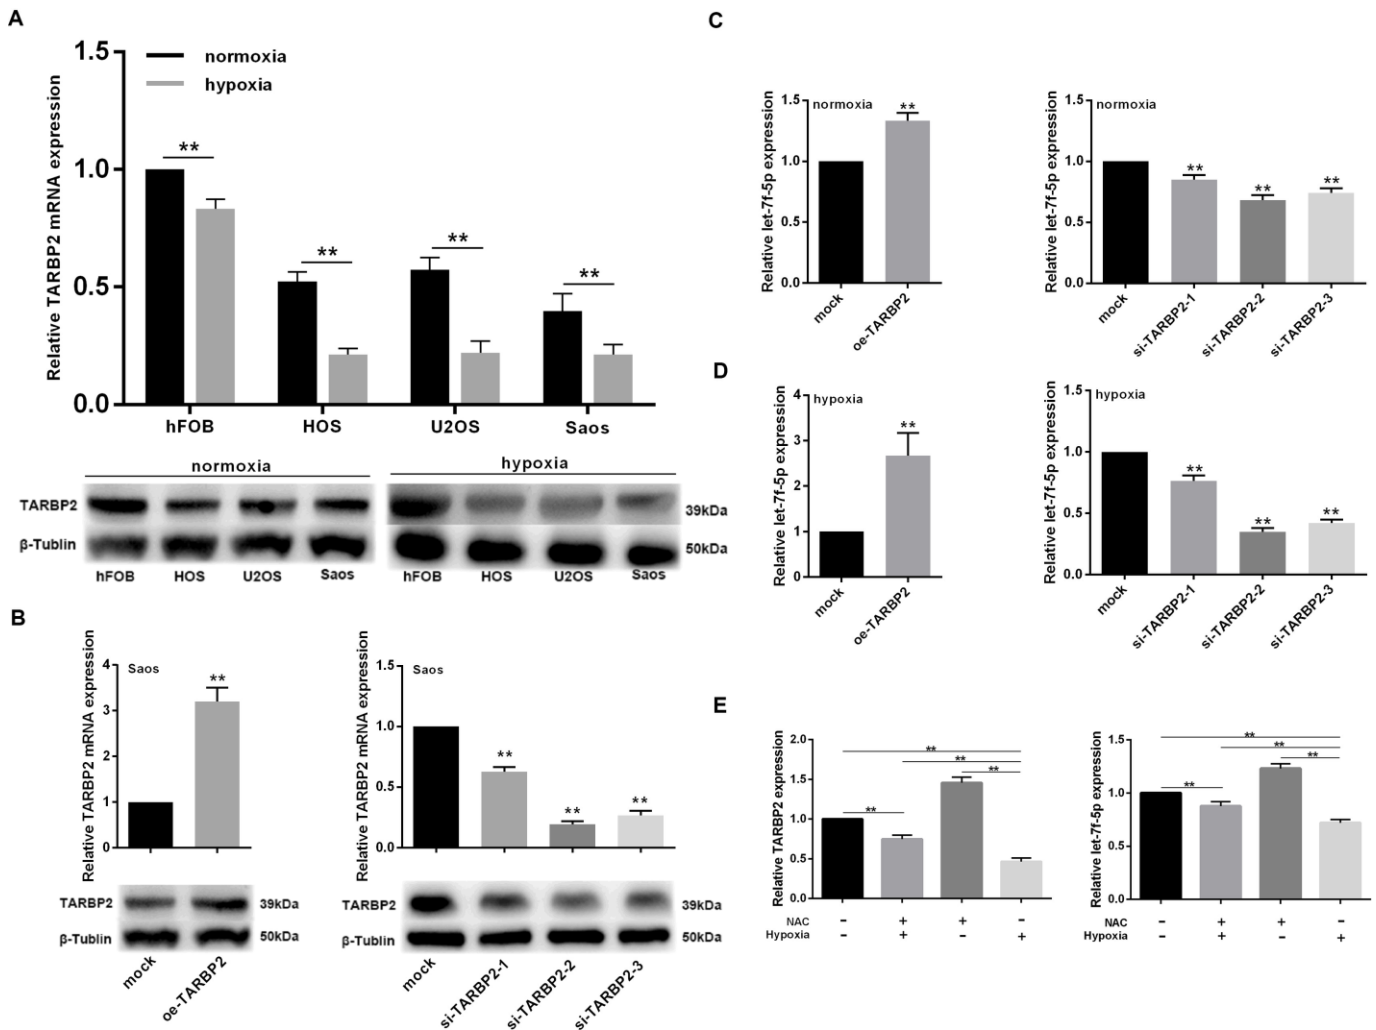 A
1.5
1.0
0.5
0.0
Relative TARBP2 mRNA expression
normoxia
hypoxia
**
**
**
**
hFOB
HOS
U2OS
Saos
normoxia
hypoxia
TARBP2
39kDa
β-Tublin
50kDa
hFOB
HOS
U2OS
Saos
hFOB
HOS
U2OS
Saos
B
Relative TARBP2 mRNA expression
4
3
2
1
0
Saos
**
TARBP2
39kDa
β-Tublin
50kDa
mock
oe-TARBP2
Relative TARBP2 mRNA expression
1.5
1.0
0.5
0.0
Saos
**
**
**
TARBP2
39kDa
β-Tublin
50kDa
mock
si-TARBP2-1
si-TARBP2-2
si-TARBP2-3
C
Relative let-7f-5p expression
1.5
1.0
0.5
0.0
normoxia
**
mock
oe-TARBP2
Relative let-7f-5p expression
1.5
1.0
0.5
0.0
normoxia
**
**
**
mock
si-TARBP2-1
si-TARBP2-2
si-TARBP2-3
D
Relative let-7f-5p expression
4
3
2
1
0
hypoxia
**
mock
oe-TARBP2
Relative let-7f-5p expression
1.5
1.0
0.5
0.0
hypoxia
**
**
**
mock
si-TARBP2-1
si-TARBP2-2
si-TARBP2-3
E
Relative TARBP2 expression
2.0
1.5
1.0
0.5
0.0
**
**
**
**
NAC - + + -
Hypoxia - + - +
Relative let-7f-5p expression
1.5
1.0
0.5
0.0
**
**
**
**
NAC - + + -
Hypoxia - + - +